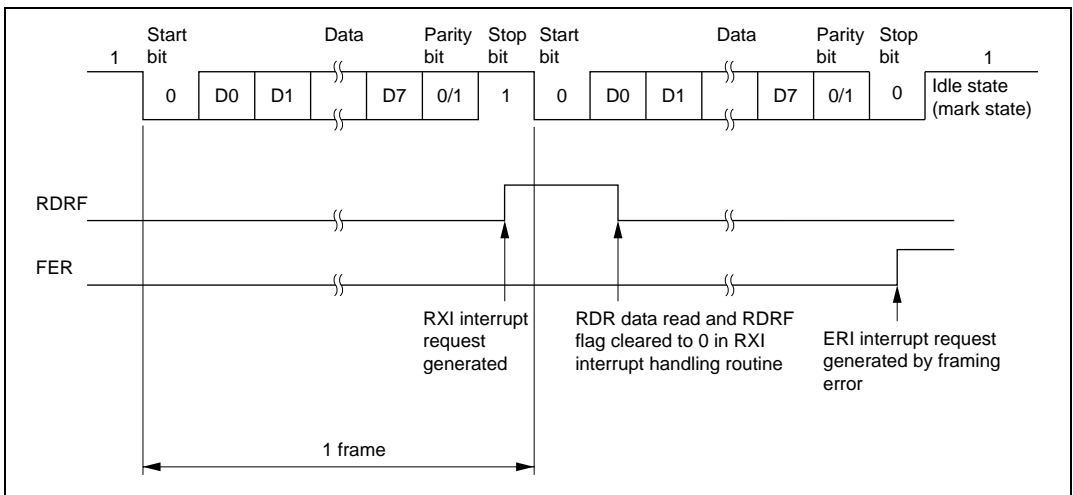 Start Data Parity Stop Start Data Parity Stop
1 bit bit bit bit bit bit 1
0 D0 D1 D7 0/1 1 0 D0 D1 D7 0/1 0 Idle state
(mark state)
RDRF
FER
RXI interrupt
request
generated
RDR data read and RDRF
flag cleared to 0 in RXI
interrupt handling routine
ERI interrupt request
generated by framing
error
1 frame